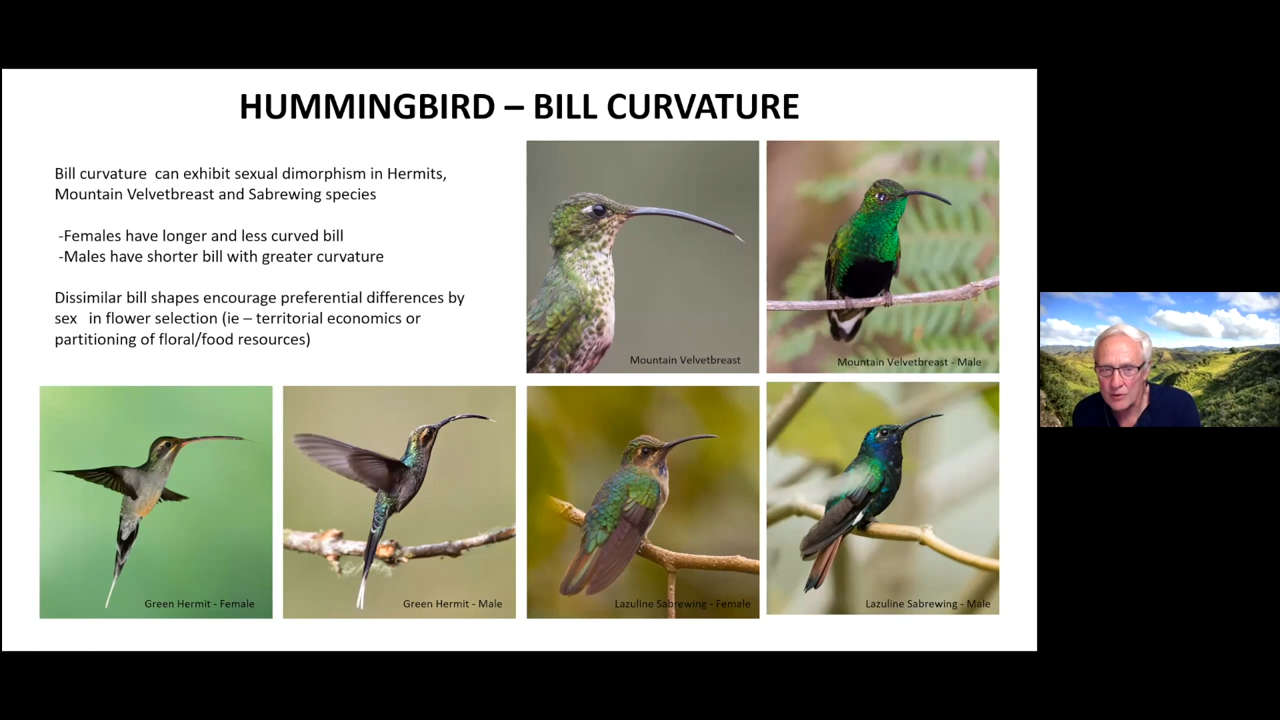 HUMMINGBIRD – BILL CURVATURE
Bill curvature  can exhibit sexual dimorphism in Hermits,
Mountain Velvetbreast and Sabrewing species
-Females have longer and less curved bill
-Males have shorter bill with greater curvature
Dissimilar bill shapes encourage preferential differences by
sex   in flower selection (ie – territorial economics or
partitioning of floral/food resources)
Mountain Velvetbreast
Mountain Velvetbreast - Male
Green Hermit - Female
Green Hermit - Male
Lazuline Sabrewing - Female
Lazuline Sabrewing - Male